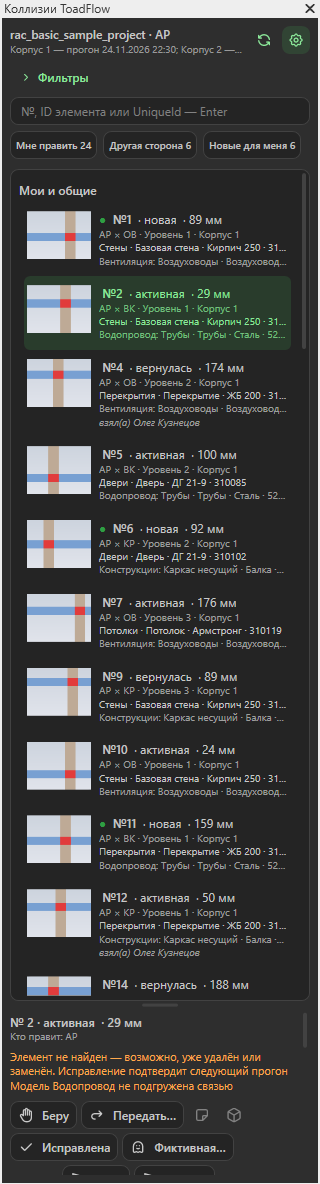 Коллизии ToadFlow
rac_basic_sample_project · АР
Корпус 1 — прогон 24.11.2026 22:30; Корпус 2 —...
Фильтры
№, ID элемента или UniqueId — Enter
Мне править 24
Другая сторона 6
Новые для меня 6
Мои и общие
№1 · новая · 89 мм
АР × ОВ · Уровень 1 · Корпус 1
Стены · Базовая стена · Кирпич 250 · 31...
Вентиляция: Воздуховоды · Воздуховод...
№2 · активная · 29 мм
АР × ВК · Уровень 1 · Корпус 1
Стены · Базовая стена · Кирпич 250 · 31...
Водопровод: Трубы · Трубы · Сталь · 52...
№4 · вернулась · 174 мм
АР × ОВ · Уровень 2 · Корпус 1
Перекрытия · Перекрытие · ЖБ 200 · 31...
Вентиляция: Воздуховоды · Воздуховод...
взял(а) Олег Кузнецов
№5 · активная · 100 мм
АР × ВК · Уровень 2 · Корпус 1
Двери · Дверь · ДГ 21-9 · 310085
Водопровод: Трубы · Трубы · Сталь · 52...
№6 · новая · 92 мм
АР × КР · Уровень 2 · Корпус 1
Двери · Дверь · ДГ 21-9 · 310102
Конструкции: Каркас несущий · Балка ·...
№7 · активная · 176 мм
АР × ОВ · Уровень 3 · Корпус 1
Потолки · Потолок · Армстронг · 310119
Вентиляция: Воздуховоды · Воздуховод...
№9 · вернулась · 89 мм
АР × КР · Уровень 3 · Корпус 1
Стены · Базовая стена · Кирпич 250 · 31...
Конструкции: Каркас несущий · Балка ·...
№10 · активная · 24 мм
АР × ОВ · Уровень 1 · Корпус 1
Стены · Базовая стена · Кирпич 250 · 31...
Вентиляция: Воздуховоды · Воздуховод...
№11 · новая · 159 мм
АР × ВК · Уровень 1 · Корпус 1
Перекрытия · Перекрытие · ЖБ 200 · 31...
Водопровод: Трубы · Трубы · Сталь · 52...
№12 · активная · 50 мм
АР × КР · Уровень 1 · Корпус 1
Перекрытия · Перекрытие · ЖБ 200 · 31...
Конструкции: Каркас несущий · Балка ·...
взял(а) Олег Кузнецов
№14 · вернулась · 188 мм
№ 2 · активная · 29 мм
Кто правит: АР
Элемент не найден — возможно, уже удалён или
заменён. Исправление подтвердит следующий прогон
Модель Водопровод не подгружена связью
Беру
Передать...
Исправлена
Фиктивная...